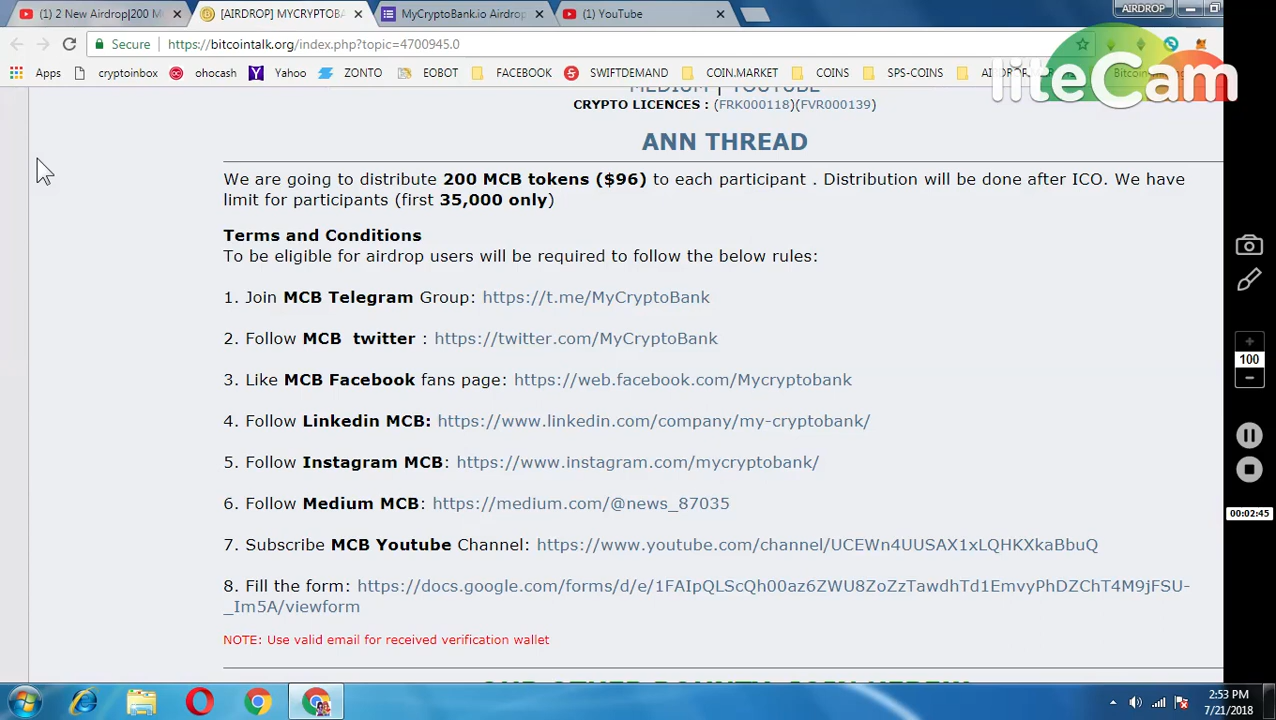 (1) 2 New Airdrop|200 M
[AIRDROP] MYCRYPTOBA
MyCryptoBank.io Airdrop
(1) YouTube
AIRDROP
Secure
https://bitcointalk.org/index.php?topic=4700945.0
Apps
cryptoinbox
ohocash
Yahoo
EOBOT
FACEBOOK
SWIFTDEMAND
COIN.MARKET
COINS
SPS-COINS
liteCam
MEDIUM | YOUTUBE
CRYPTO LICENCES : (FRK000118)(FVR000139)
ANN THREAD
We are going to distribute 200 MCB tokens ($96) to each participant . Distribution will be done after ICO. We have
limit for participants (first 35,000 only)
Terms and Conditions
To be eligible for airdrop users will be required to follow the below rules:
1. Join MCB Telegram Group: https://t.me/MyCryptoBank
2. Follow MCB twitter : https://twitter.com/MyCryptoBank
3. Like MCB Facebook fans page: https://web.facebook.com/Mycryptobank
4. Follow Linkedin MCB: https://www.linkedin.com/company/my-cryptobank/
5. Follow Instagram MCB: https://www.instagram.com/mycryptobank/
6. Follow Medium MCB: https://medium.com/@news_87035
7. Subscribe MCB Youtube Channel: https://www.youtube.com/channel/UCEWn4UUSAX1xLQHKXkaBbuQ
8. Fill the form: https://docs.google.com/forms/d/e/1FAIpQLScQh00az6ZWU8ZoZzTawdhTd1EmvyPhDZChT4M9jFSU-
_Im5A/viewform
NOTE: Use valid email for received verification wallet
100
00:02:45
2:53 PM
7/21/2018